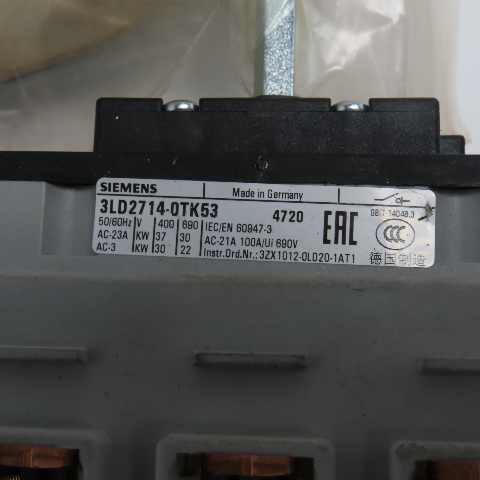 SIEMENS
Made in Germany
3LD2714-0TK53 4720
50/60Hz V 400 690 IEC/EN 60947-3
AC-23A KW 37 30 AC-21A 100A/Ui 690V
AC-3 KW 30 22 Instr.Ord.Nr.: 3ZX1012-0LD20-1AT1
EAC
GB/T 14048.3
CCC
德国制造